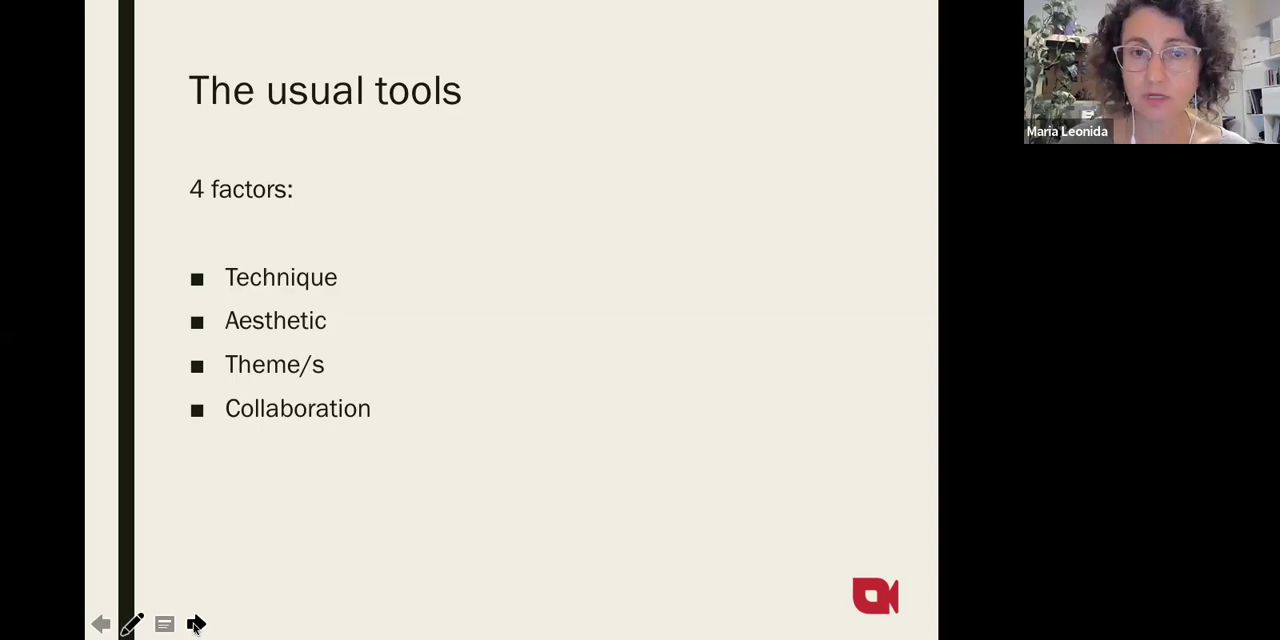 The usual tools
4 factors:
■ Technique
■ Aesthetic
■ Theme/s
■ Collaboration
Maria Leonida